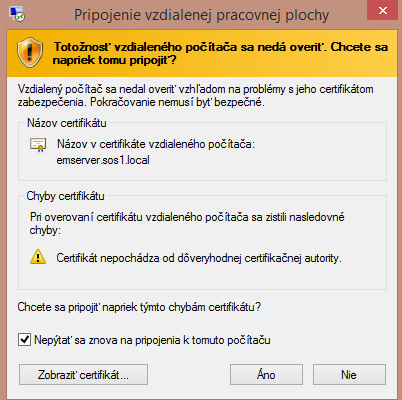 Pripojenie vzdialenej pracovnej plochy
Totožnosť vzdialeného počítača sa nedá overiť. Chcete sa
napriek tomu pripojiť?
Vzdialený počítač sa nedal overiť vzhľadom na problémy s jeho certifikátom
zabezpečenia. Pokračovanie nemusí byť bezpečné.
Názov certifikátu
Názov v certifikáte vzdialeného počítača:
emserver.sos1.local
Chyby certifikátu
Pri overovaní certifikátu vzdialeného počítača sa zistili nasledovné
chyby:
Certifikát nepochádza od dôveryhodnej certifikačnej autority.
Chcete sa pripojiť napriek týmto chybám certifikátu?
Nepýtať sa znova na pripojenia k tomuto počítaču
Zobraziť certifikát...
Áno
Nie